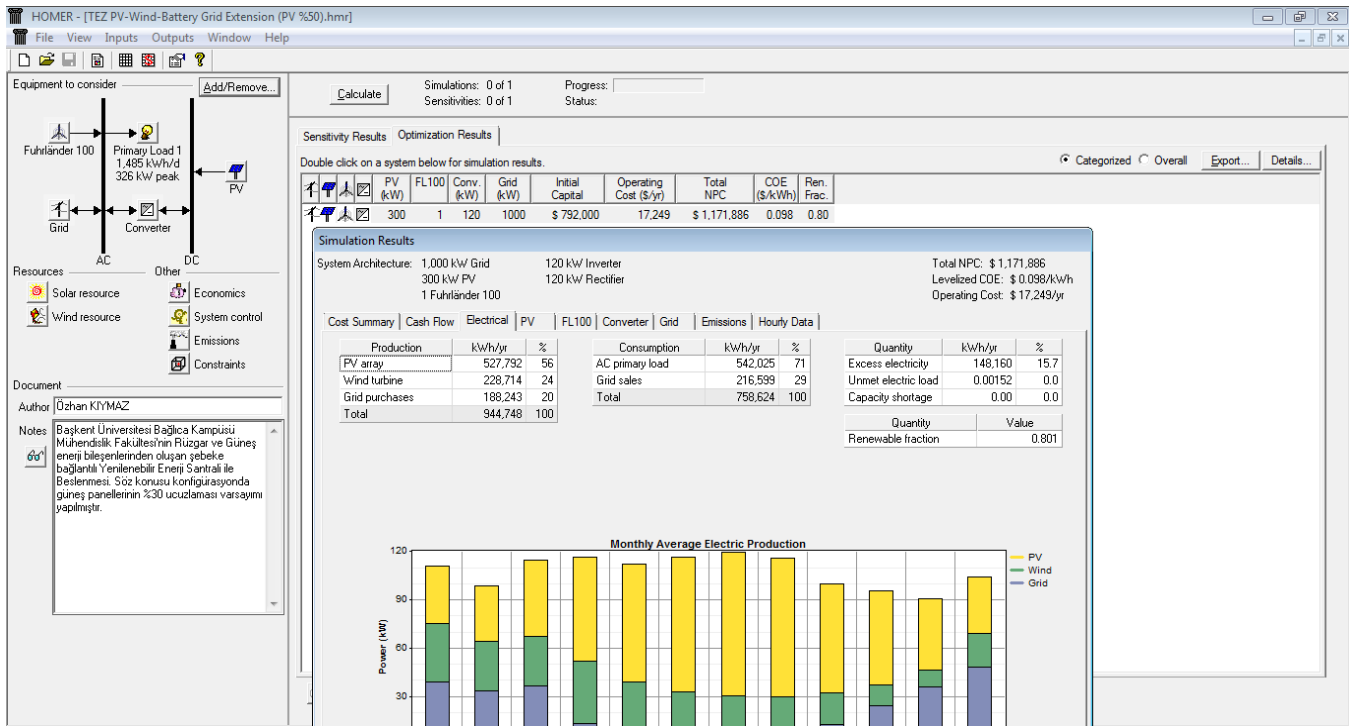 HOMER - [TEZ PV-Wind-Battery Grid Extension (PV %50).hmr]
File View Inputs Outputs Window Help
Equipment to consider
Add/Remove...
Fuhrländer 100
Primary Load 1
1,485 kWh/d
326 kW peak
PV
Grid
Converter
AC
DC
Resources
Other
Solar resource
Economics
Wind resource
System control
Emissions
Constraints
Document
Author Özhan KIYMAZ
Notes
Başkent Üniversitesi Bağlıca Kampüsü
Mühendislik Fakültesi'nin Rüzgar ve Güneş
enerji bileşenlerinden oluşan şebeke
bağlantılı Yenilenebilir Enerji Santrali ile
Beslenmesi. Söz konusu konfigürasyonda
güneş panellerinin %30 ucuzlaması varsayımı
yapılmıştır.
Calculate
Simulations: 0 of 1
Progress:
Sensitivities: 0 of 1
Status:
Sensitivity Results
Optimization Results
Double click on a system below for simulation results.
Categorized
Overall
Export...
Details...
PV (kW) FL100 Conv. (kW) Grid (kW) Initial Capital Operating Cost ($/yr) Total NPC COE ($/kWh) Ren. Frac.
300 1 120 1000 $ 792,000 17,249 $ 1,171,886 0.098 0.80
Simulation Results
System Architecture: 1,000 kW Grid 120 kW Inverter
300 kW PV 120 kW Rectifier
1 Fuhrländer 100
Total NPC: $ 1,171,886
Levelized COE: $ 0.098/kWh
Operating Cost: $ 17,249/yr
Cost Summary Cash Flow Electrical PV FL100 Converter Grid Emissions Hourly Data
Production kWh/yr %
PV array 527,792 56
Wind turbine 228,714 24
Grid purchases 188,243 20
Total 944,748 100
Consumption kWh/yr %
AC primary load 542,025 71
Grid sales 216,599 29
Total 758,624 100
Quantity kWh/yr %
Excess electricity 148,160 15.7
Unmet electric load 0.00152 0.0
Capacity shortage 0.00 0.0
Quantity Value
Renewable fraction 0.801
Monthly Average Electric Production
120
90
60
30
Power (kW)
PV
Wind
Grid